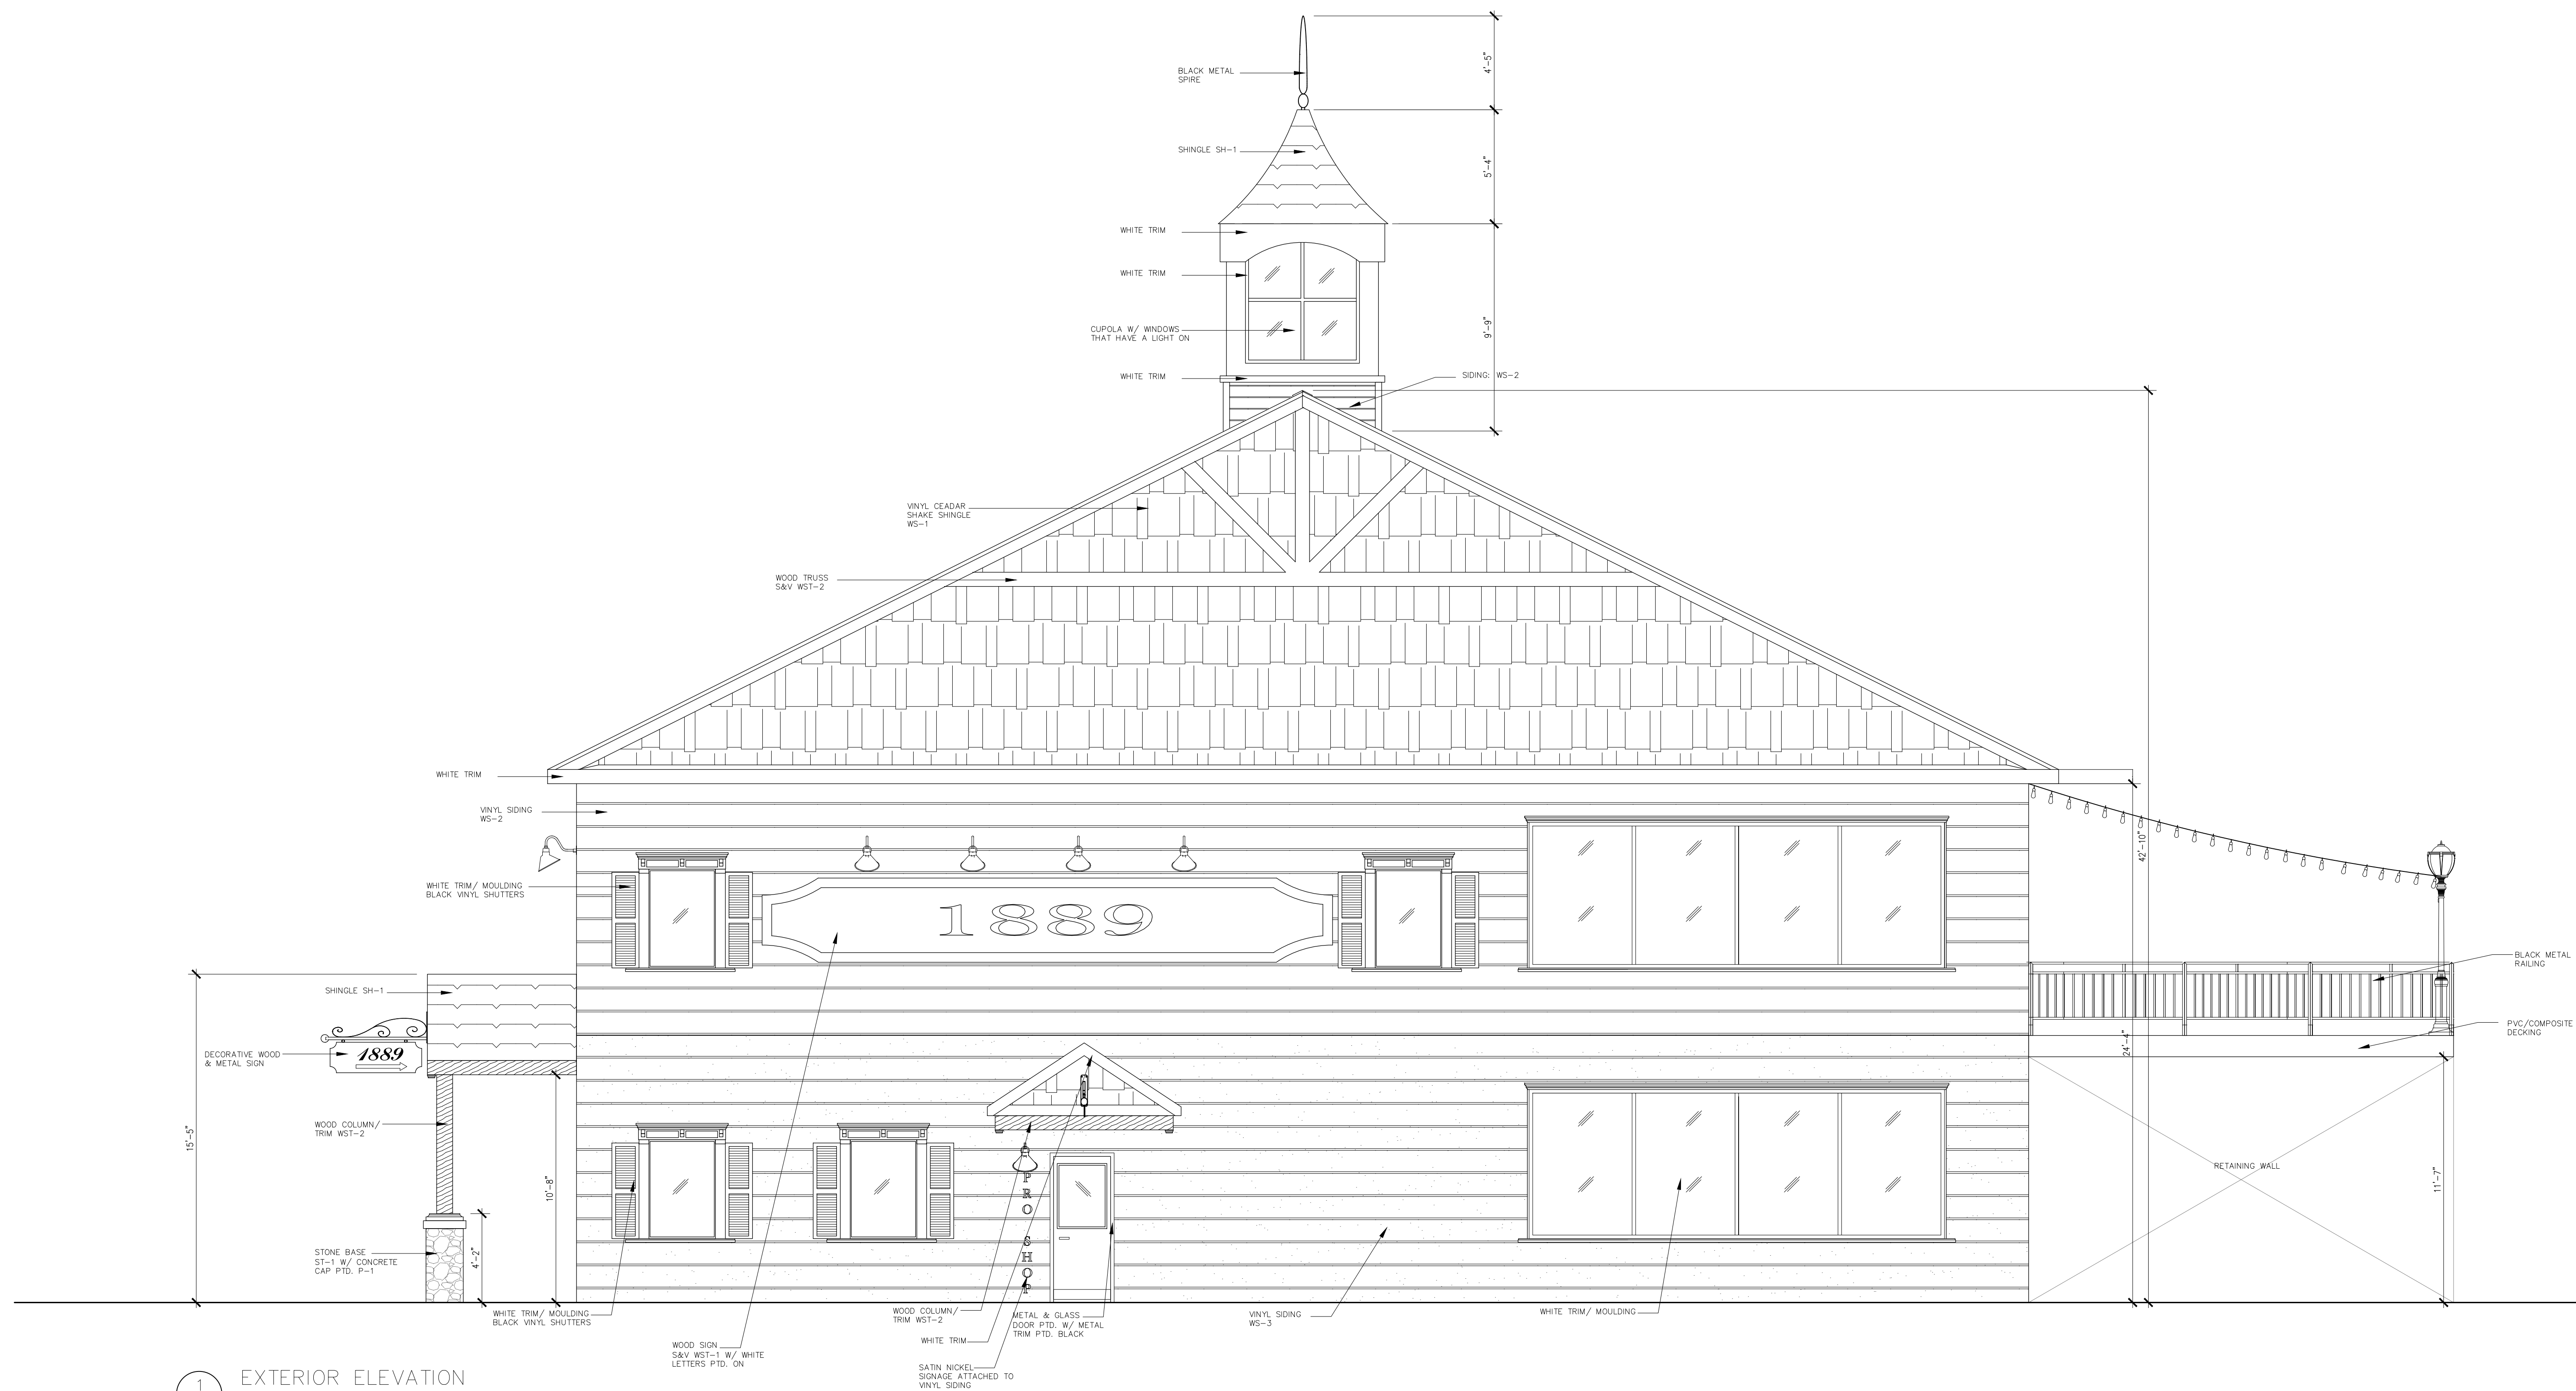 4'-5"
BLACK METAL
SPIRE
SHINGLE SH-1
5'-4"
WHITE TRIM
WHITE TRIM
9'-9"
CUPOLA W/ WINDOWS
THAT HAVE A LIGHT ON
WHITE TRIM
SIDING: WS-2
VINYL CEADAR
SHAKE SHINGLE
WS-1
WOOD TRUSS
S&V WST-2
WHITE TRIM
VINYL SIDING
WS-2
42'-10"
WHITE TRIM/ MOULDING
BLACK VINYL SHUTTERS
1889
BLACK METAL
RAILING
SHINGLE SH-1
PVC/COMPOSITE
DECKING
24'-4"
1889
DECORATIVE WOOD
& METAL SIGN
WOOD COLUMN/
TRIM WST-2
15'-5"
10'-8"
PRO SHOP
RETAINING WALL
11'-7"
4'-2"
STONE BASE
ST-1 W/ CONCRETE
CAP PTD. P-1
WHITE TRIM/ MOULDING
BLACK VINYL SHUTTERS
WOOD SIGN
S&V WST-1 W/ WHITE
LETTERS PTD. ON
WOOD COLUMN/
TRIM WST-2
WHITE TRIM
SATIN NICKEL
SIGNAGE ATTACHED TO
VINYL SIDING
METAL & GLASS
DOOR PTD. W/ METAL
TRIM PTD. BLACK
VINYL SIDING
WS-3
WHITE TRIM/ MOULDING
1
EXTERIOR ELEVATION